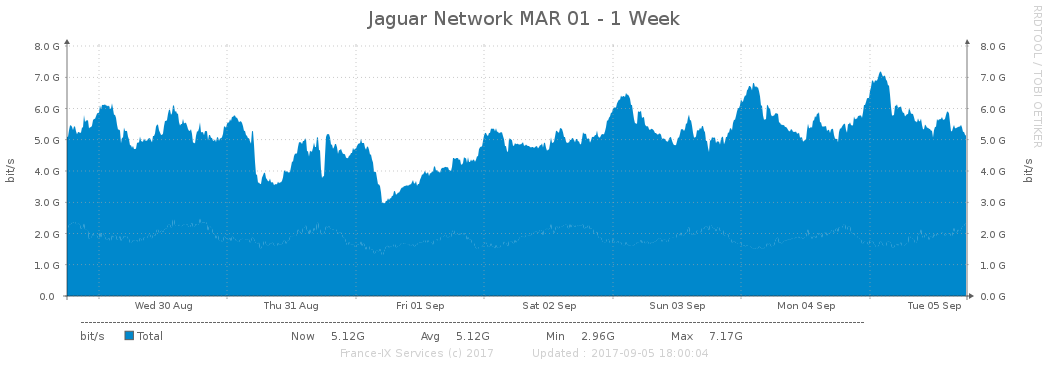 Jaguar Network MAR 01 - 1 Week
RRDTOOL / TOBI OETIKER
bit/s
8.0 G 8.0 G
7.0 G 7.0 G
6.0 G 6.0 G
5.0 G 5.0 G
4.0 G 4.0 G
3.0 G 3.0 G
2.0 G 2.0 G
1.0 G 1.0 G
0.0 0.0 G
bit/s
Wed 30 Aug Thu 31 Aug Fri 01 Sep Sat 02 Sep Sun 03 Sep Mon 04 Sep Tue 05 Sep
bit/s Total Now 5.12G Avg 5.12G Min 2.96G Max 7.17G
France-IX Services (c) 2017 Updated : 2017-09-05 18:00:04